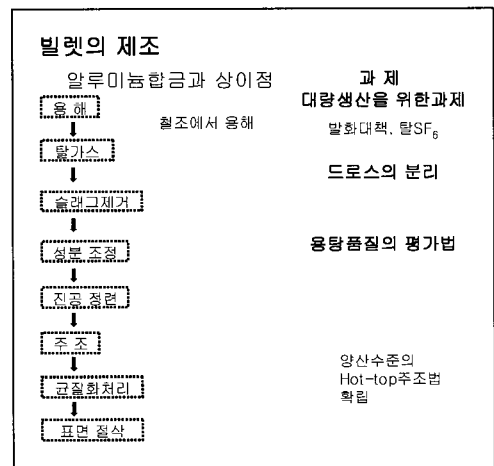 빌렛의 제조
알루미늄합금과 상이점
과 제
대량생산을 위한과제
용 해
철조에서 용해
발화대책, 탈SF₆
탈가스
드로스의 분리
슬래그제거
성분 조정
용탕품질의 평가법
진공 정련
주 조
양산수준의
Hot-top주조법
확립
균질화처리
표면 절삭